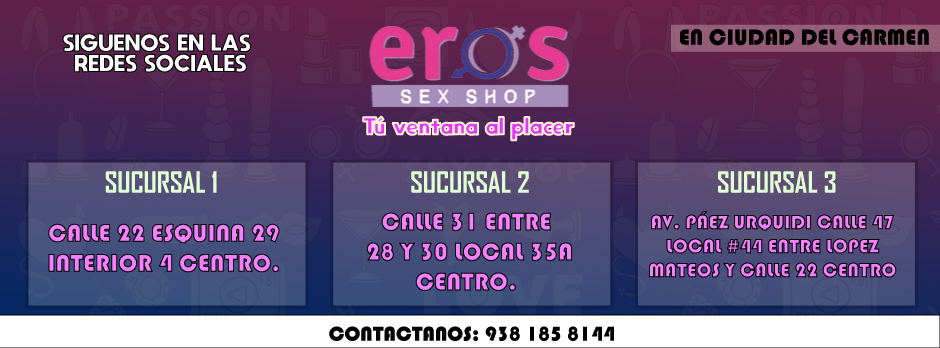 PASSION
SIGUENOS EN LAS
REDES SOCIALES
eros
SEX SHOP
Tú ventana al placer
EN CIUDAD DEL CARMEN
SUCURSAL 1
CALLE 22 ESQUINA 29
INTERIOR 4 CENTRO.
SUCURSAL 2
CALLE 31 ENTRE
28 Y 30 LOCAL 35A
CENTRO.
SUCURSAL 3
AV. PÁEZ URQUIDI CALLE 47
LOCAL #44 ENTRE LOPEZ
MATEOS Y CALLE 22 CENTRO
LOVE
CONTACTANOS: 938 185 8144